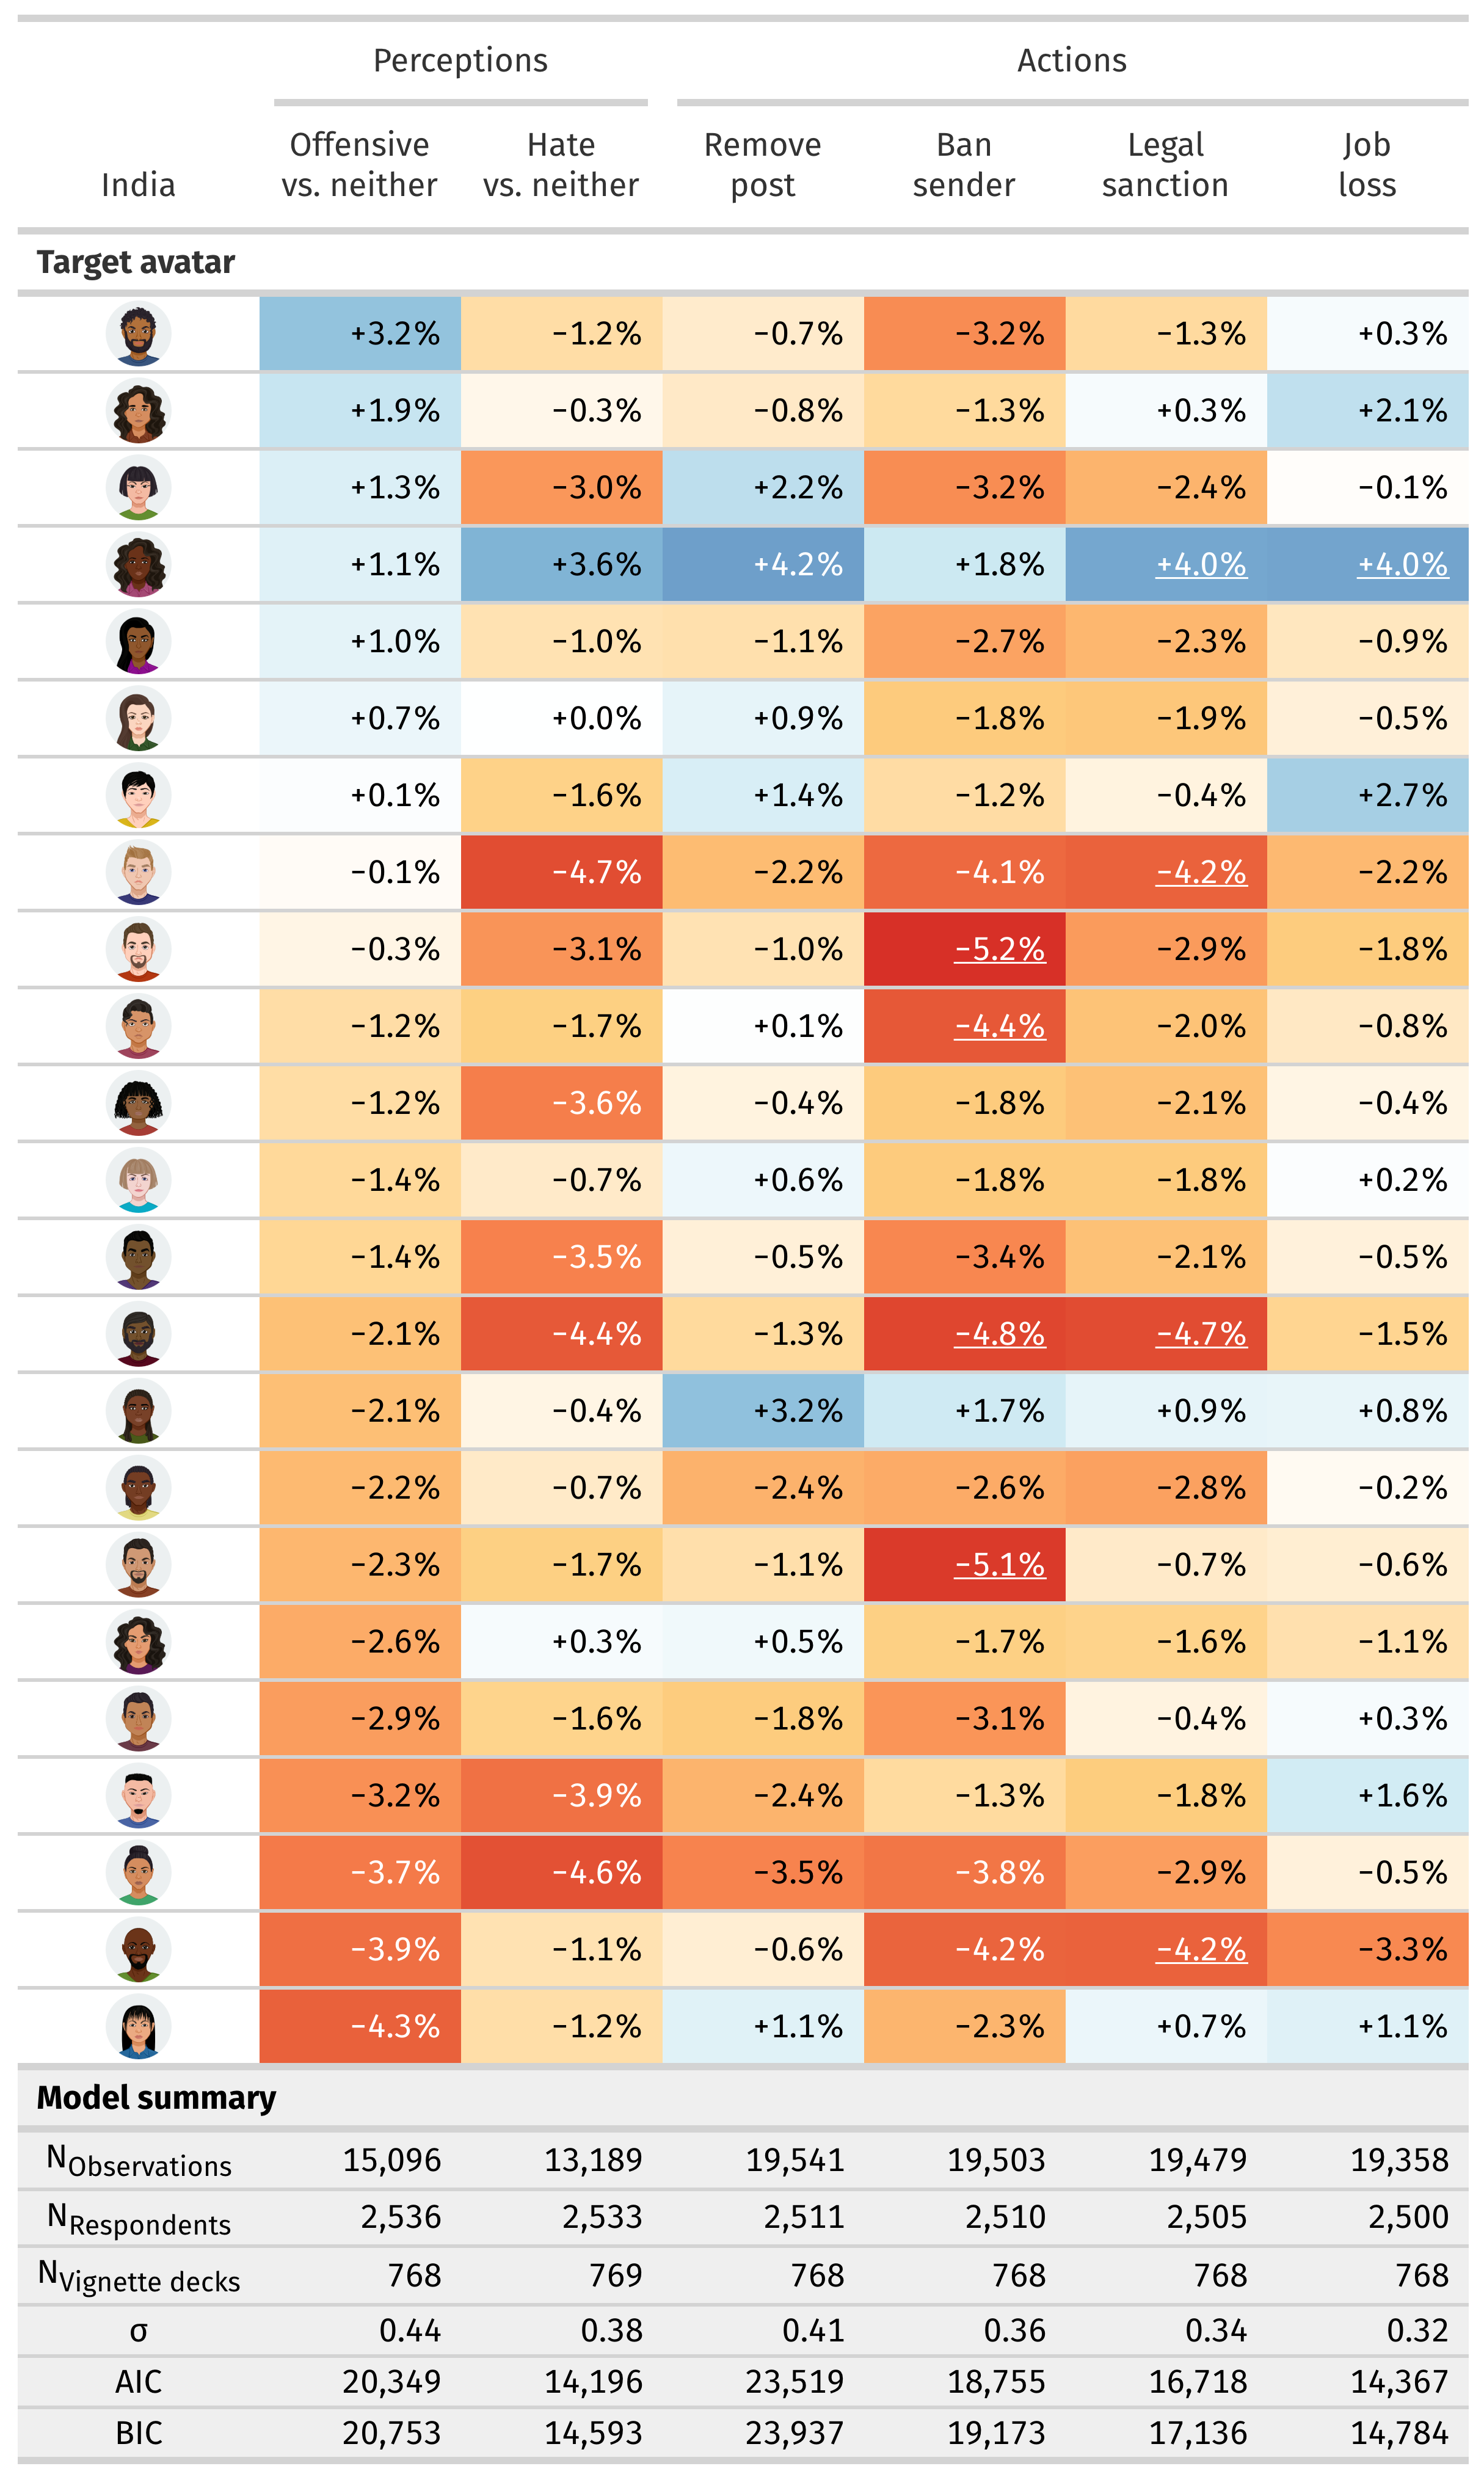 Perceptions Actions
India Offensive vs. neither Hate vs. neither Remove post Ban sender Legal sanction Job loss
Target avatar
+3.2% −1.2% −0.7% −3.2% −1.3% +0.3%
+1.9% −0.3% −0.8% −1.3% +0.3% +2.1%
+1.3% −3.0% +2.2% −3.2% −2.4% −0.1%
+1.1% +3.6% +4.2% +1.8% +4.0% +4.0%
+1.0% −1.0% −1.1% −2.7% −2.3% −0.9%
+0.7% +0.0% +0.9% −1.8% −1.9% −0.5%
+0.1% −1.6% +1.4% −1.2% −0.4% +2.7%
−0.1% −4.7% −2.2% −4.1% −4.2% −2.2%
−0.3% −3.1% −1.0% −5.2% −2.9% −1.8%
−1.2% −1.7% +0.1% −4.4% −2.0% −0.8%
−1.2% −3.6% −0.4% −1.8% −2.1% −0.4%
−1.4% −0.7% +0.6% −1.8% −1.8% +0.2%
−1.4% −3.5% −0.5% −3.4% −2.1% −0.5%
−2.1% −4.4% −1.3% −4.8% −4.7% −1.5%
−2.1% −0.4% +3.2% +1.7% +0.9% +0.8%
−2.2% −0.7% −2.4% −2.6% −2.8% −0.2%
−2.3% −1.7% −1.1% −5.1% −0.7% −0.6%
−2.6% +0.3% +0.5% −1.7% −1.6% −1.1%
−2.9% −1.6% −1.8% −3.1% −0.4% +0.3%
−3.2% −3.9% −2.4% −1.3% −1.8% +1.6%
−3.7% −4.6% −3.5% −3.8% −2.9% −0.5%
−3.9% −1.1% −0.6% −4.2% −4.2% −3.3%
−4.3% −1.2% +1.1% −2.3% +0.7% +1.1%
Model summary
NObservations 15,096 13,189 19,541 19,503 19,479 19,358
NRespondents 2,536 2,533 2,511 2,510 2,505 2,500
NVignette decks 768 769 768 768 768 768
σ 0.44 0.38 0.41 0.36 0.34 0.32
AIC 20,349 14,196 23,519 18,755 16,718 14,367
BIC 20,753 14,593 23,937 19,173 17,136 14,784